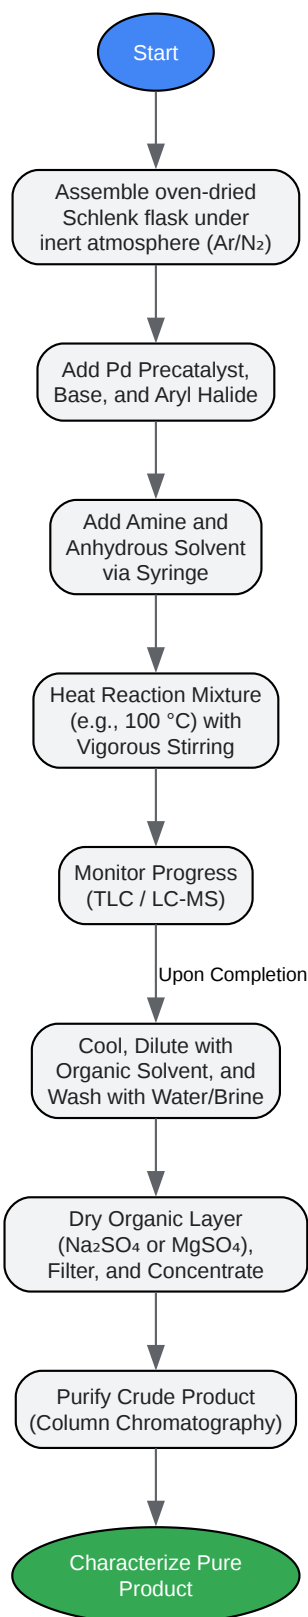 Start
Assemble oven-dried
Schlenk flask under
inert atmosphere (Ar/N₂)
Add Pd Precatalyst,
Base, and Aryl Halide
Add Amine and
Anhydrous Solvent
via Syringe
Heat Reaction Mixture
(e.g., 100 °C) with
Vigorous Stirring
Monitor Progress
(TLC / LC-MS)
Upon Completion
Cool, Dilute with
Organic Solvent, and
Wash with Water/Brine
Dry Organic Layer
(Na₂SO₄ or MgSO₄),
Filter, and Concentrate
Purify Crude Product
(Column Chromatography)
Characterize Pure
Product